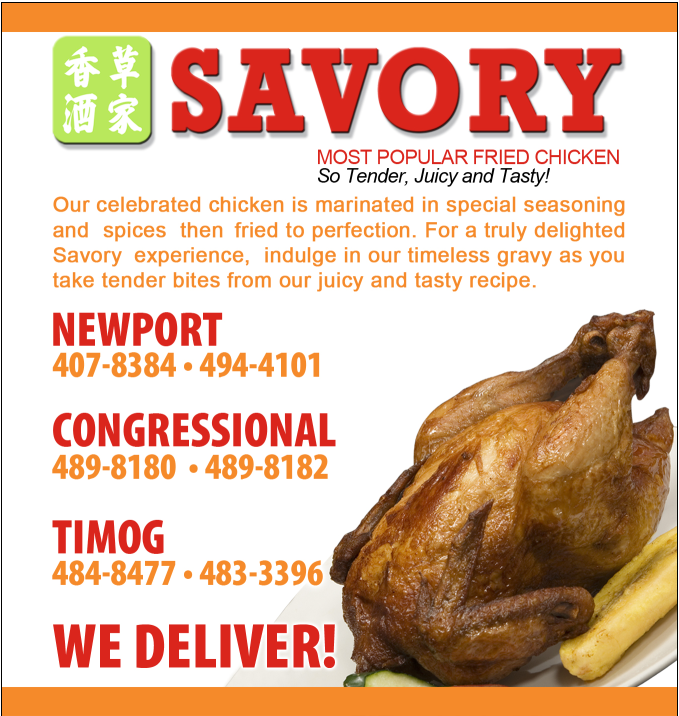 香草
酒家
SAVORY
MOST POPULAR FRIED CHICKEN
So Tender, Juicy and Tasty!
Our celebrated chicken is marinated in special seasoning
and spices then fried to perfection. For a truly delighted
Savory experience, indulge in our timeless gravy as you
take tender bites from our juicy and tasty recipe.
NEWPORT
407-8384 • 494-4101
CONGRESSIONAL
489-8180 • 489-8182
TIMOG
484-8477 • 483-3396
WE DELIVER!